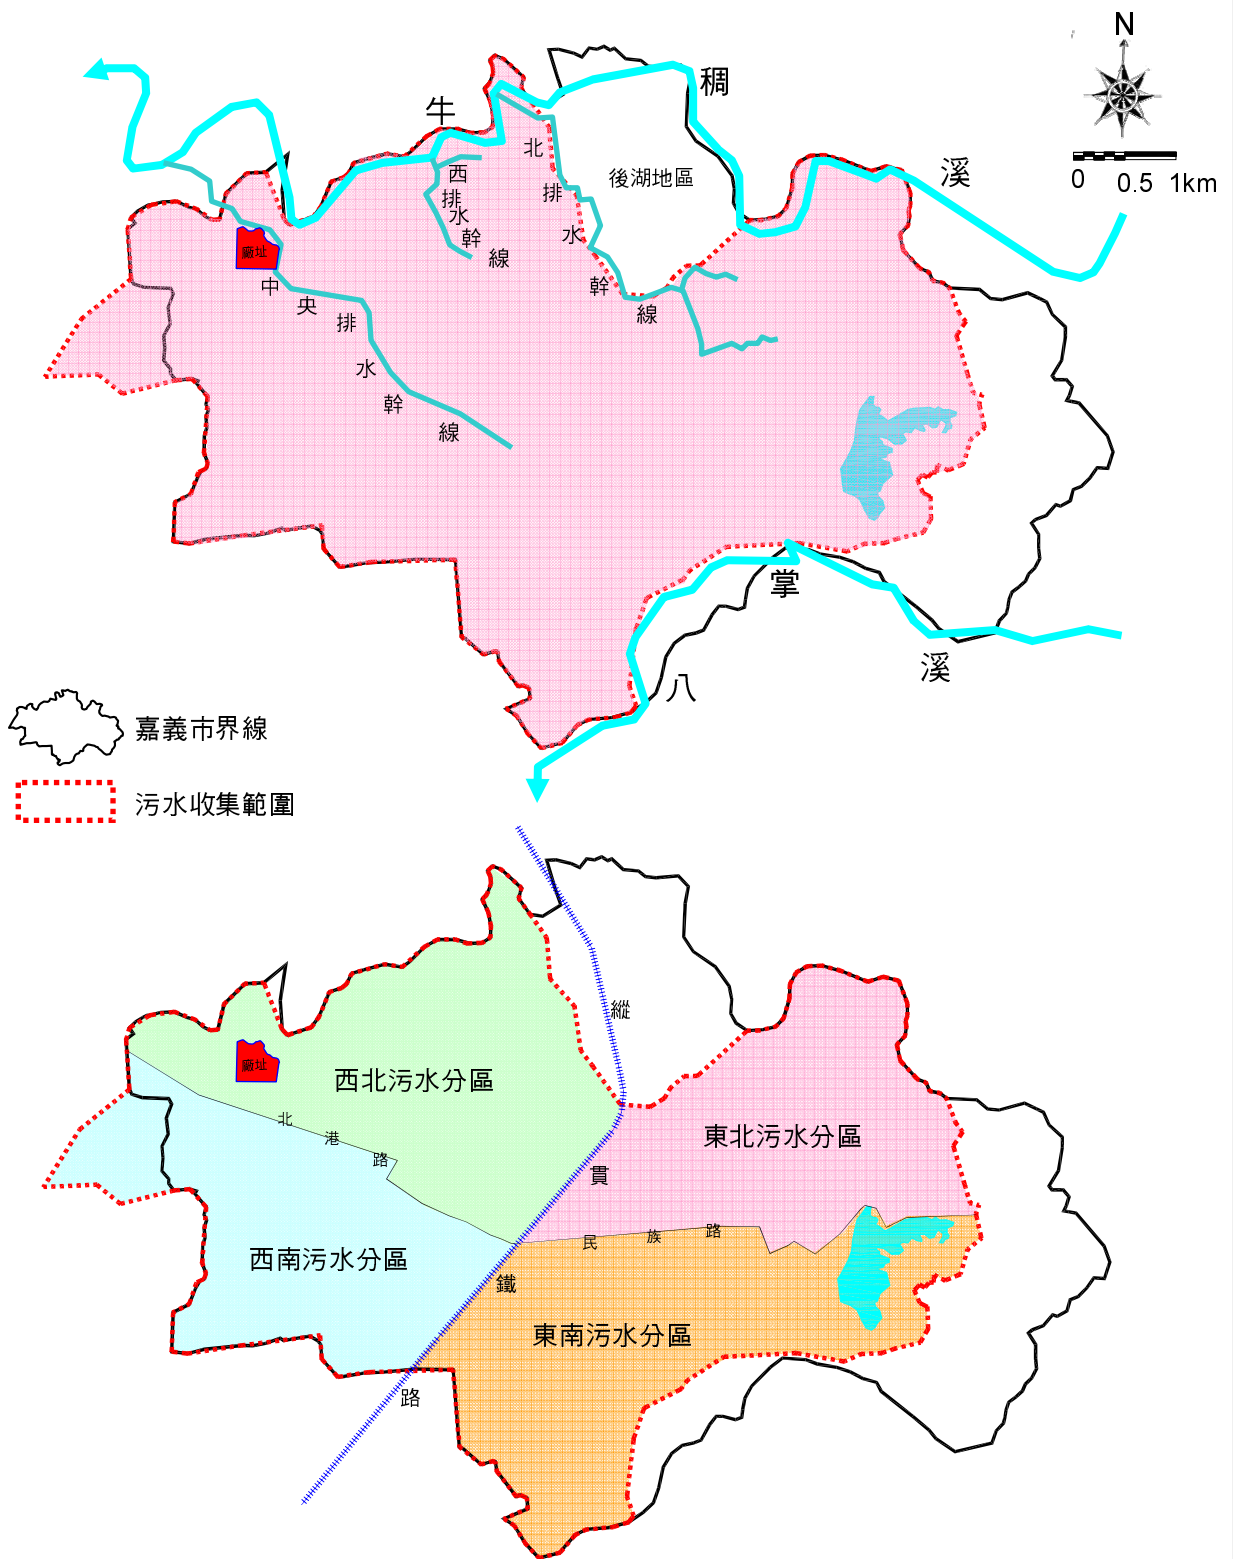 N
0 0.5 1km
牛稠溪
後湖地區
北排水幹線
西排水幹線
廠址
中央排水幹線
八掌溪
嘉義市界線
污水收集範圍
縱貫鐵路
廠址
西北污水分區
北港路
東北污水分區
民族路
西南污水分區
東南污水分區